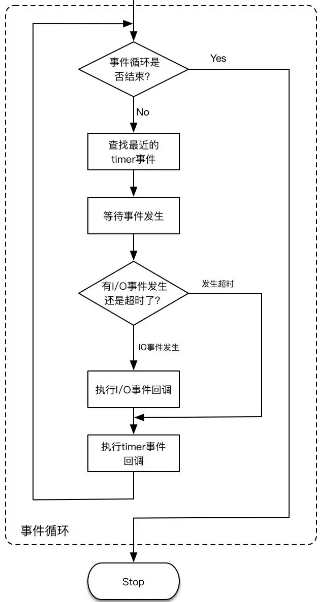 事件循环是
否结束?
Yes
No
查找最近的
timer事件
等待事件发生
有I/O事件发生
还是超时了?
发生超时
IO事件发生
执行I/O事件回调
执行timer事件
回调
事件循环
Stop